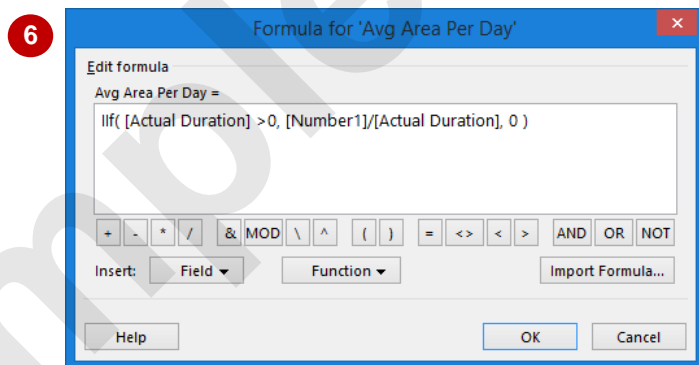 6
Formula for 'Avg Area Per Day'
×
Edit formula
Avg Area Per Day =
IIf( [Actual Duration] >0, [Number1]/[Actual Duration], 0 )
+ - * / & MOD \ ^ ( ) = <> < > AND OR NOT
Insert: Field Function Import Formula...
Help OK Cancel